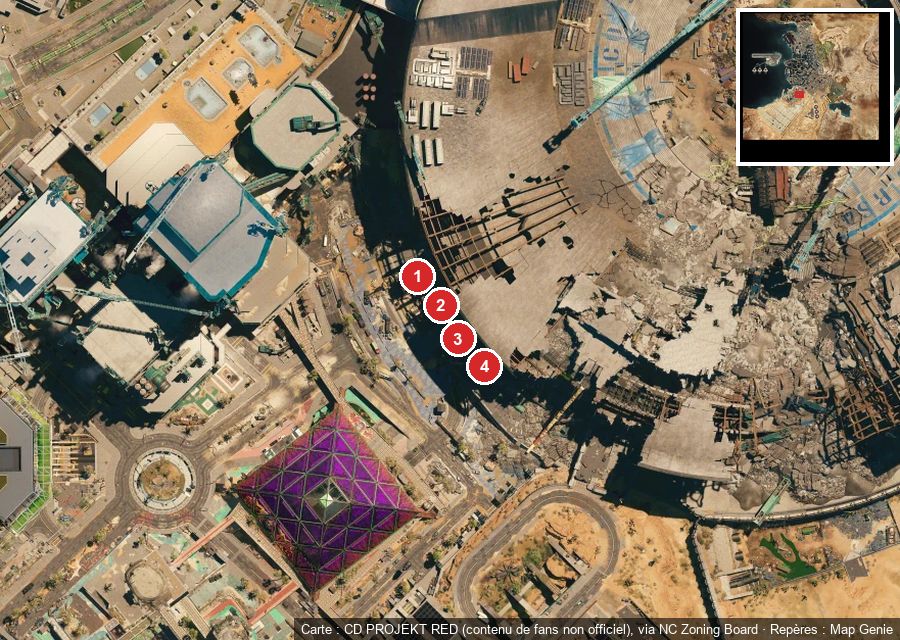 1
2
3
4
Carte : CD PROJEKT RED (contenu de fans non officiel), via NC Zoning Board · Repères : Map Genie